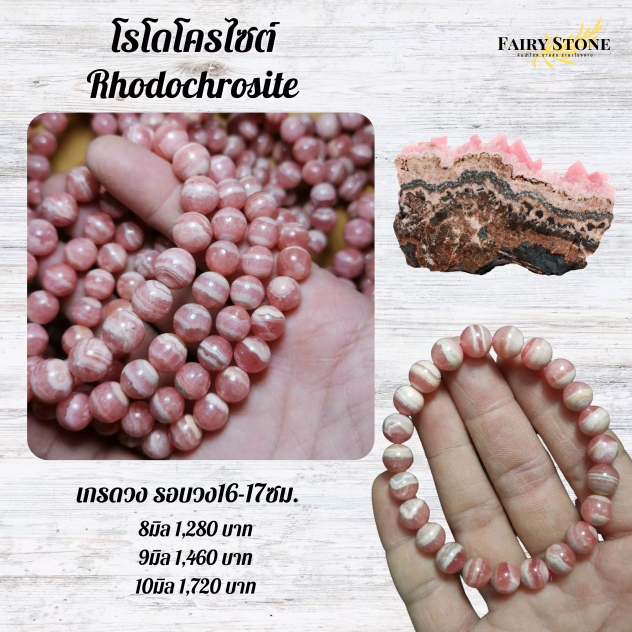 โรโดโครไซต์
Rhodochrosite
FAIRY STONE
เกรดวง รอบวง16-17ซม.
8มิล 1,280 บาท
9มิล 1,460 บาท
10มิล 1,720 บาท